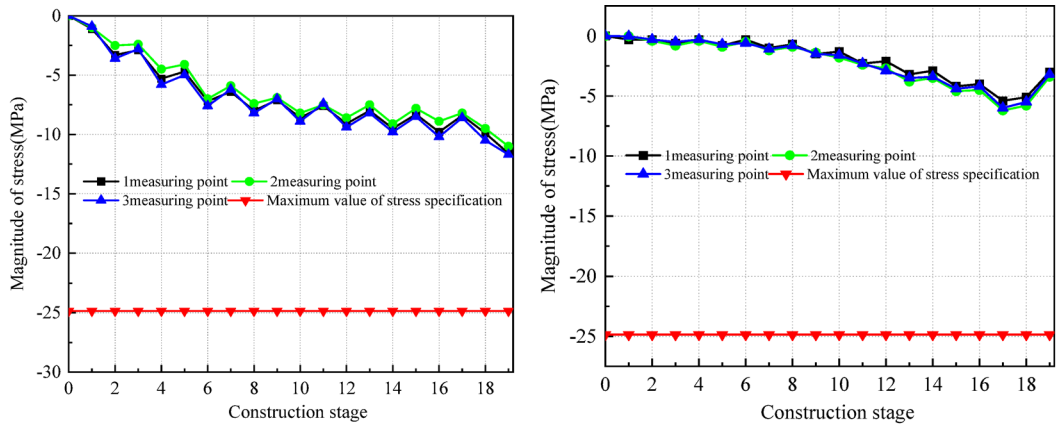 0
-5
-10
-15
-20
-25
-30
Magnitude of stress(MPa)
1measuring point
2measuring point
3measuring point
Maximum value of stress specification
0 2 4 6 8 10 12 14 16 18
Construction stage
0
-5
-10
-15
-20
-25
Magnitude of stress(MPa)
1measuring point
2measuring point
3measuring point
Maximum value of stress specification
0 2 4 6 8 10 12 14 16 18
Construction stage